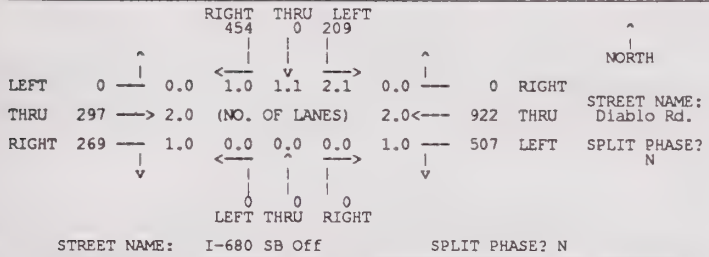 RIGHT THRU LEFT
454 0 209
^ | | | ^ ^
| <--- v ---> | NORTH
LEFT 0 --- 0.0 1.0 1.1 2.1 0.0 --- 0 RIGHT
STREET NAME:
THRU 297 ---> 2.0 (NO. OF LANES) 2.0<--- 922 THRU Diablo Rd.
RIGHT 269 --- 1.0 0.0 0.0 0.0 1.0 --- 507 LEFT SPLIT PHASE?
| <--- ^ ---> | N
v | | | v
0 0 0
LEFT THRU RIGHT
STREET NAME: I-680 SB Off SPLIT PHASE? N